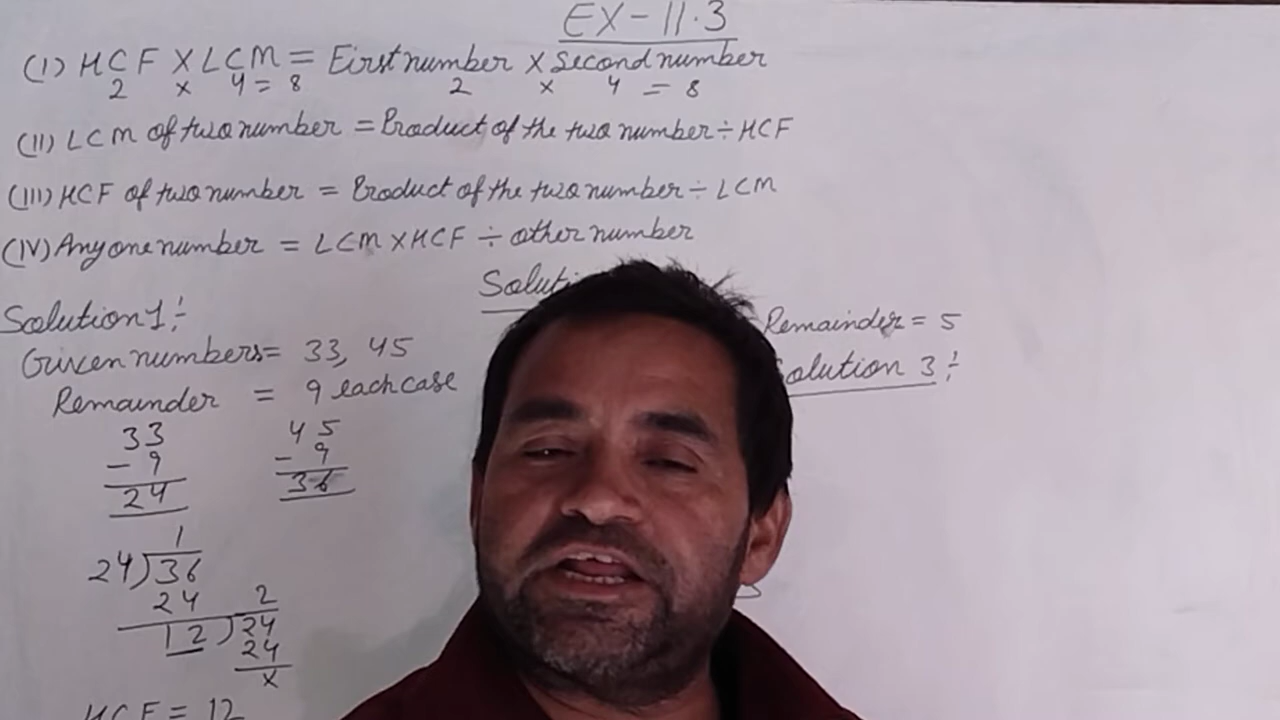 EX-11.3
(I) HCF X LCM = First number x Second number
2 x 4 = 8 2 x 4 = 8
(II) LCM of two number = Product of the two number ÷ HCF
(III) HCF of two number = Product of the two number ÷ LCM
(IV) Any one number = LCM X HCF ÷ other number
Soluti
Solution 1:
Given numbers = 33, 45
Remainder = 9 each case
33
- 9
24
45
- 9
36
1
24)36
24 2
12)24
24
x
HCF = 12
Remainder = 5
olution 3: